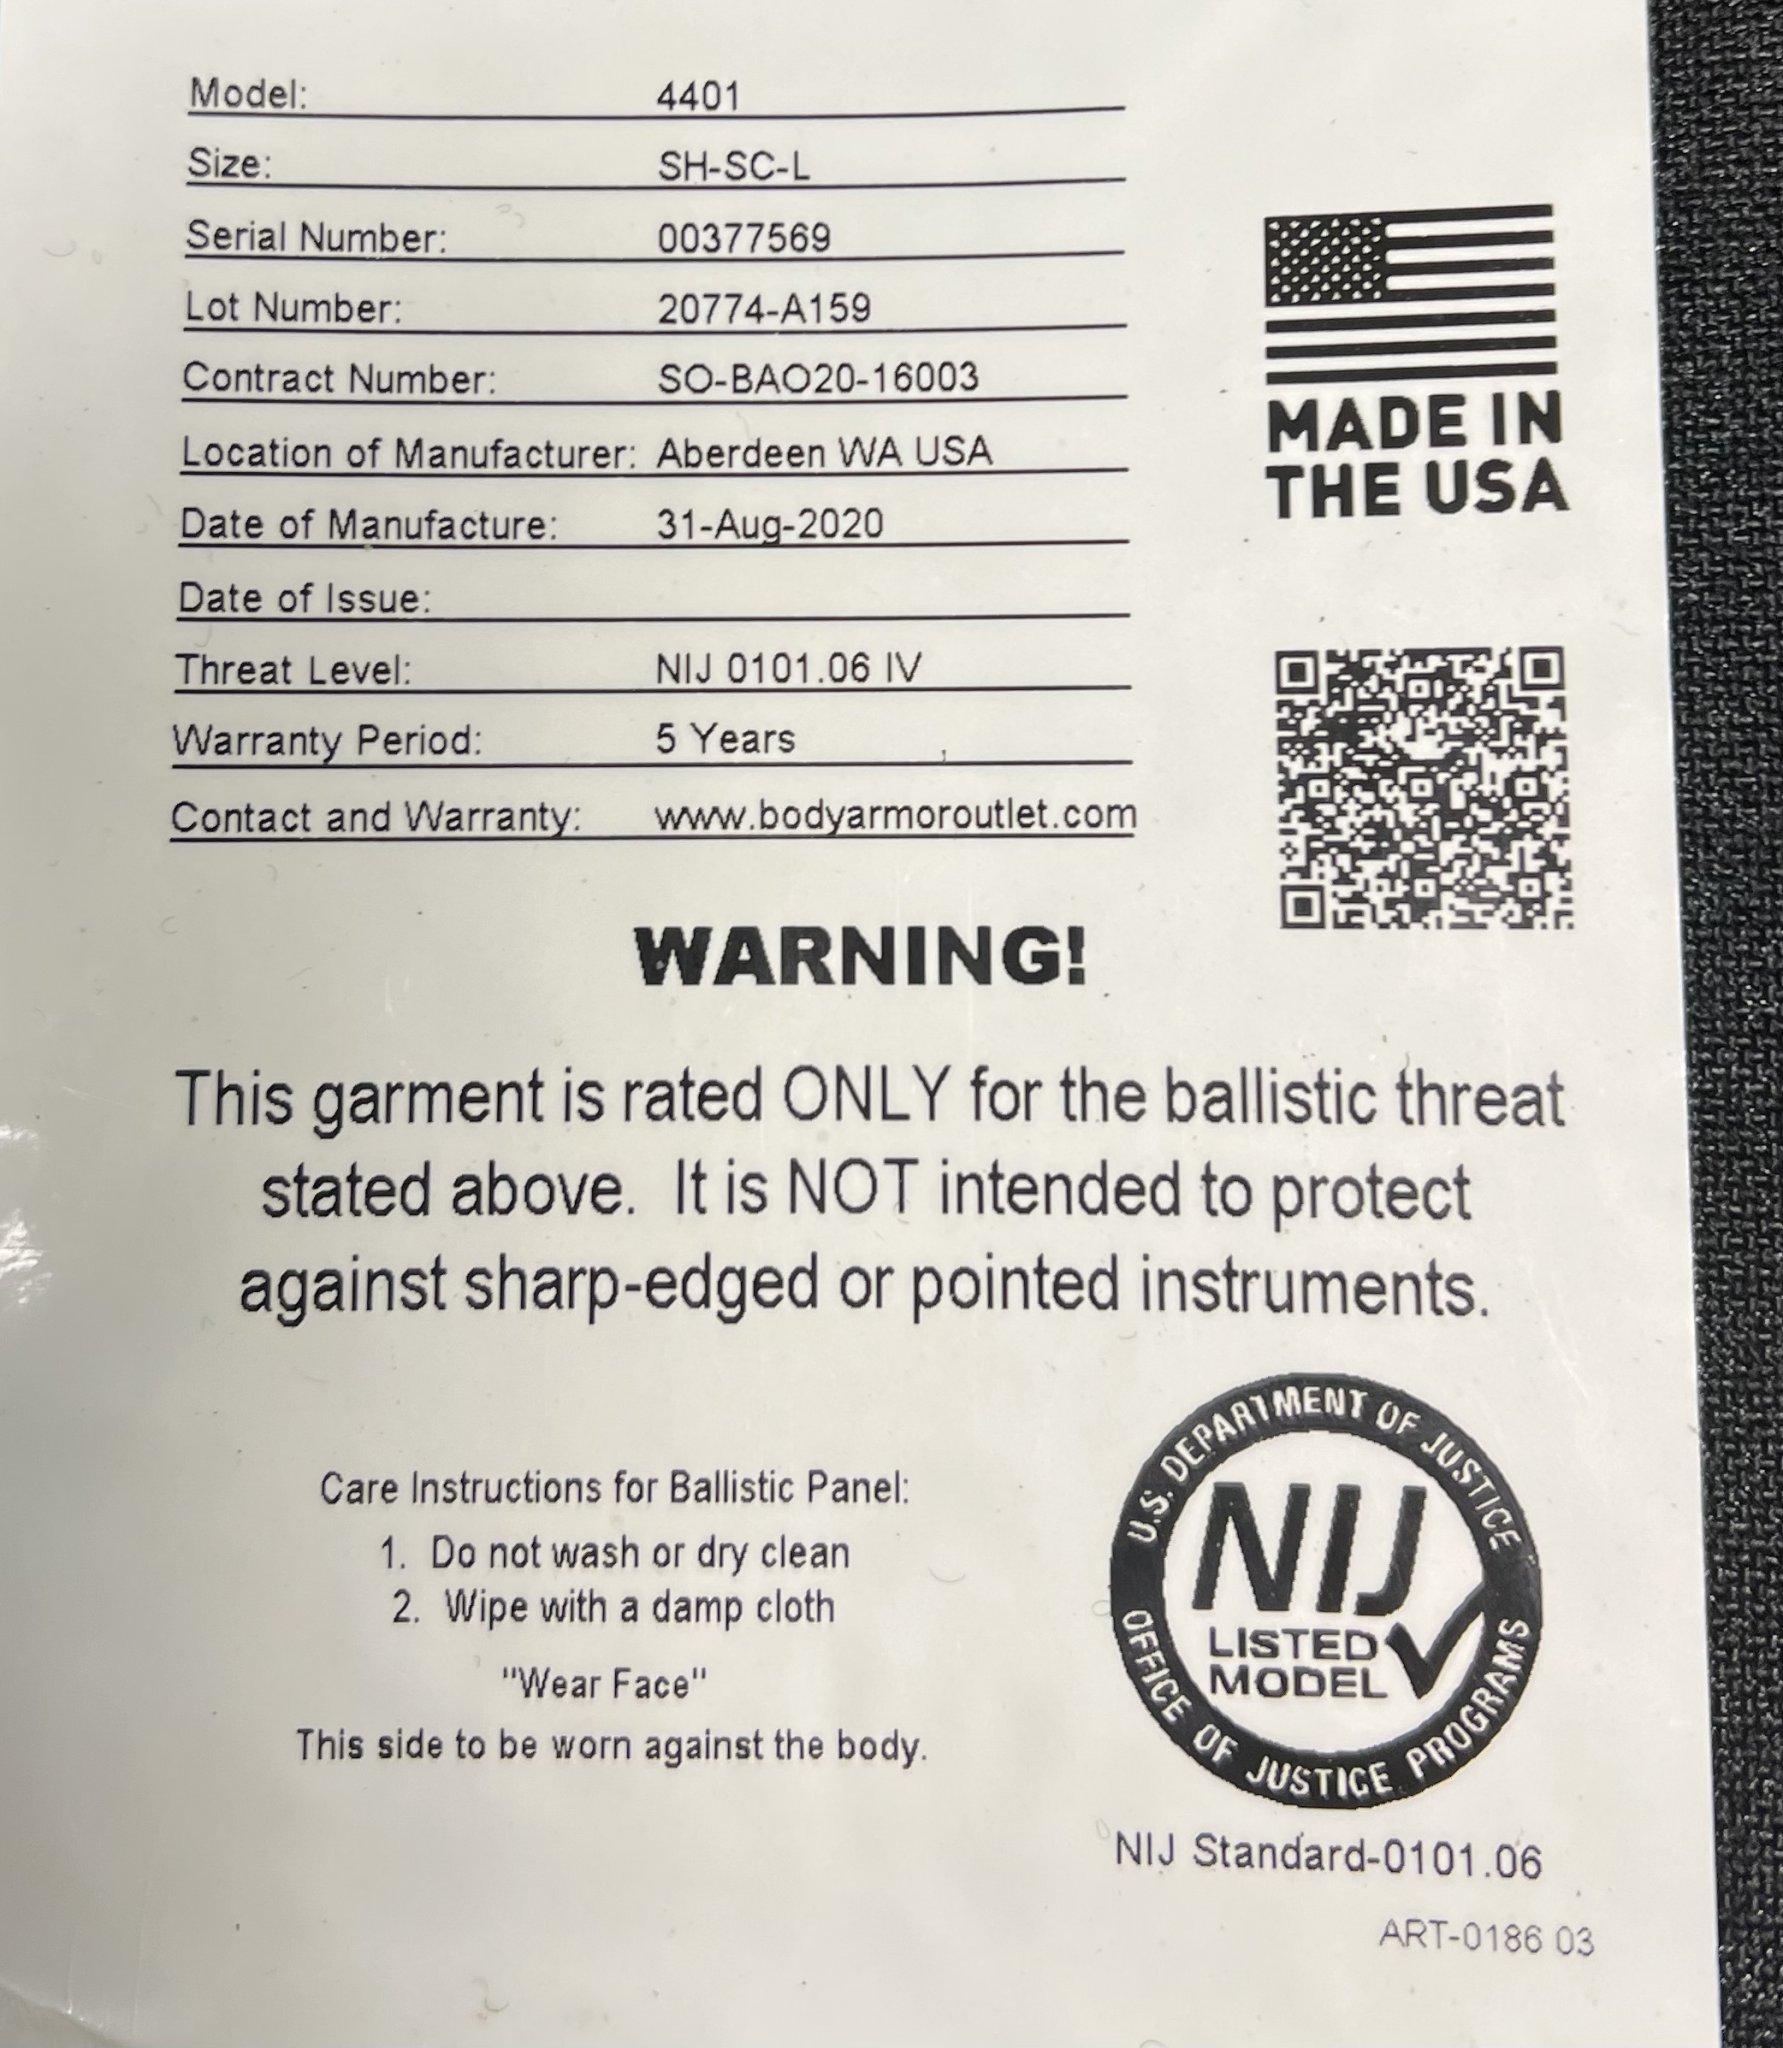 Model: 4401
Size: SH-SC-L
Serial Number: 00377569
Lot Number: 20774-A159
Contract Number: SO-BAO20-16003
Location of Manufacturer: Aberdeen WA USA
Date of Manufacture: 31-Aug-2020
Date of Issue:
Threat Level: NIJ 0101.06 IV
Warranty Period: 5 Years
Contact and Warranty: www.bodyarmoroutlet.com
MADE IN
THE USA
WARNING!
This garment is rated ONLY for the ballistic threat
stated above. It is NOT intended to protect
against sharp-edged or pointed instruments.
Care Instructions for Ballistic Panel:
1. Do not wash or dry clean
2. Wipe with a damp cloth
"Wear Face"
This side to be worn against the body.
U.S. DEPARTMENT OF JUSTICE
NIJ
LISTED
MODEL
OFFICE OF JUSTICE PROGRAMS
NIJ Standard-0101.06
ART-0186 03